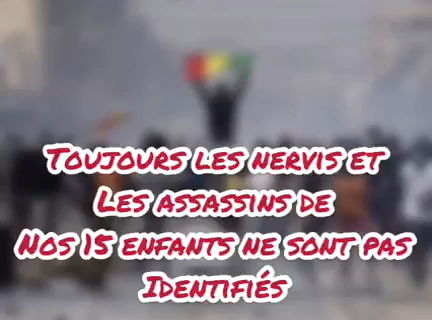 Toujours les nervis et
Les assassins de
Nos 15 enfants ne sont pas
Identifiés